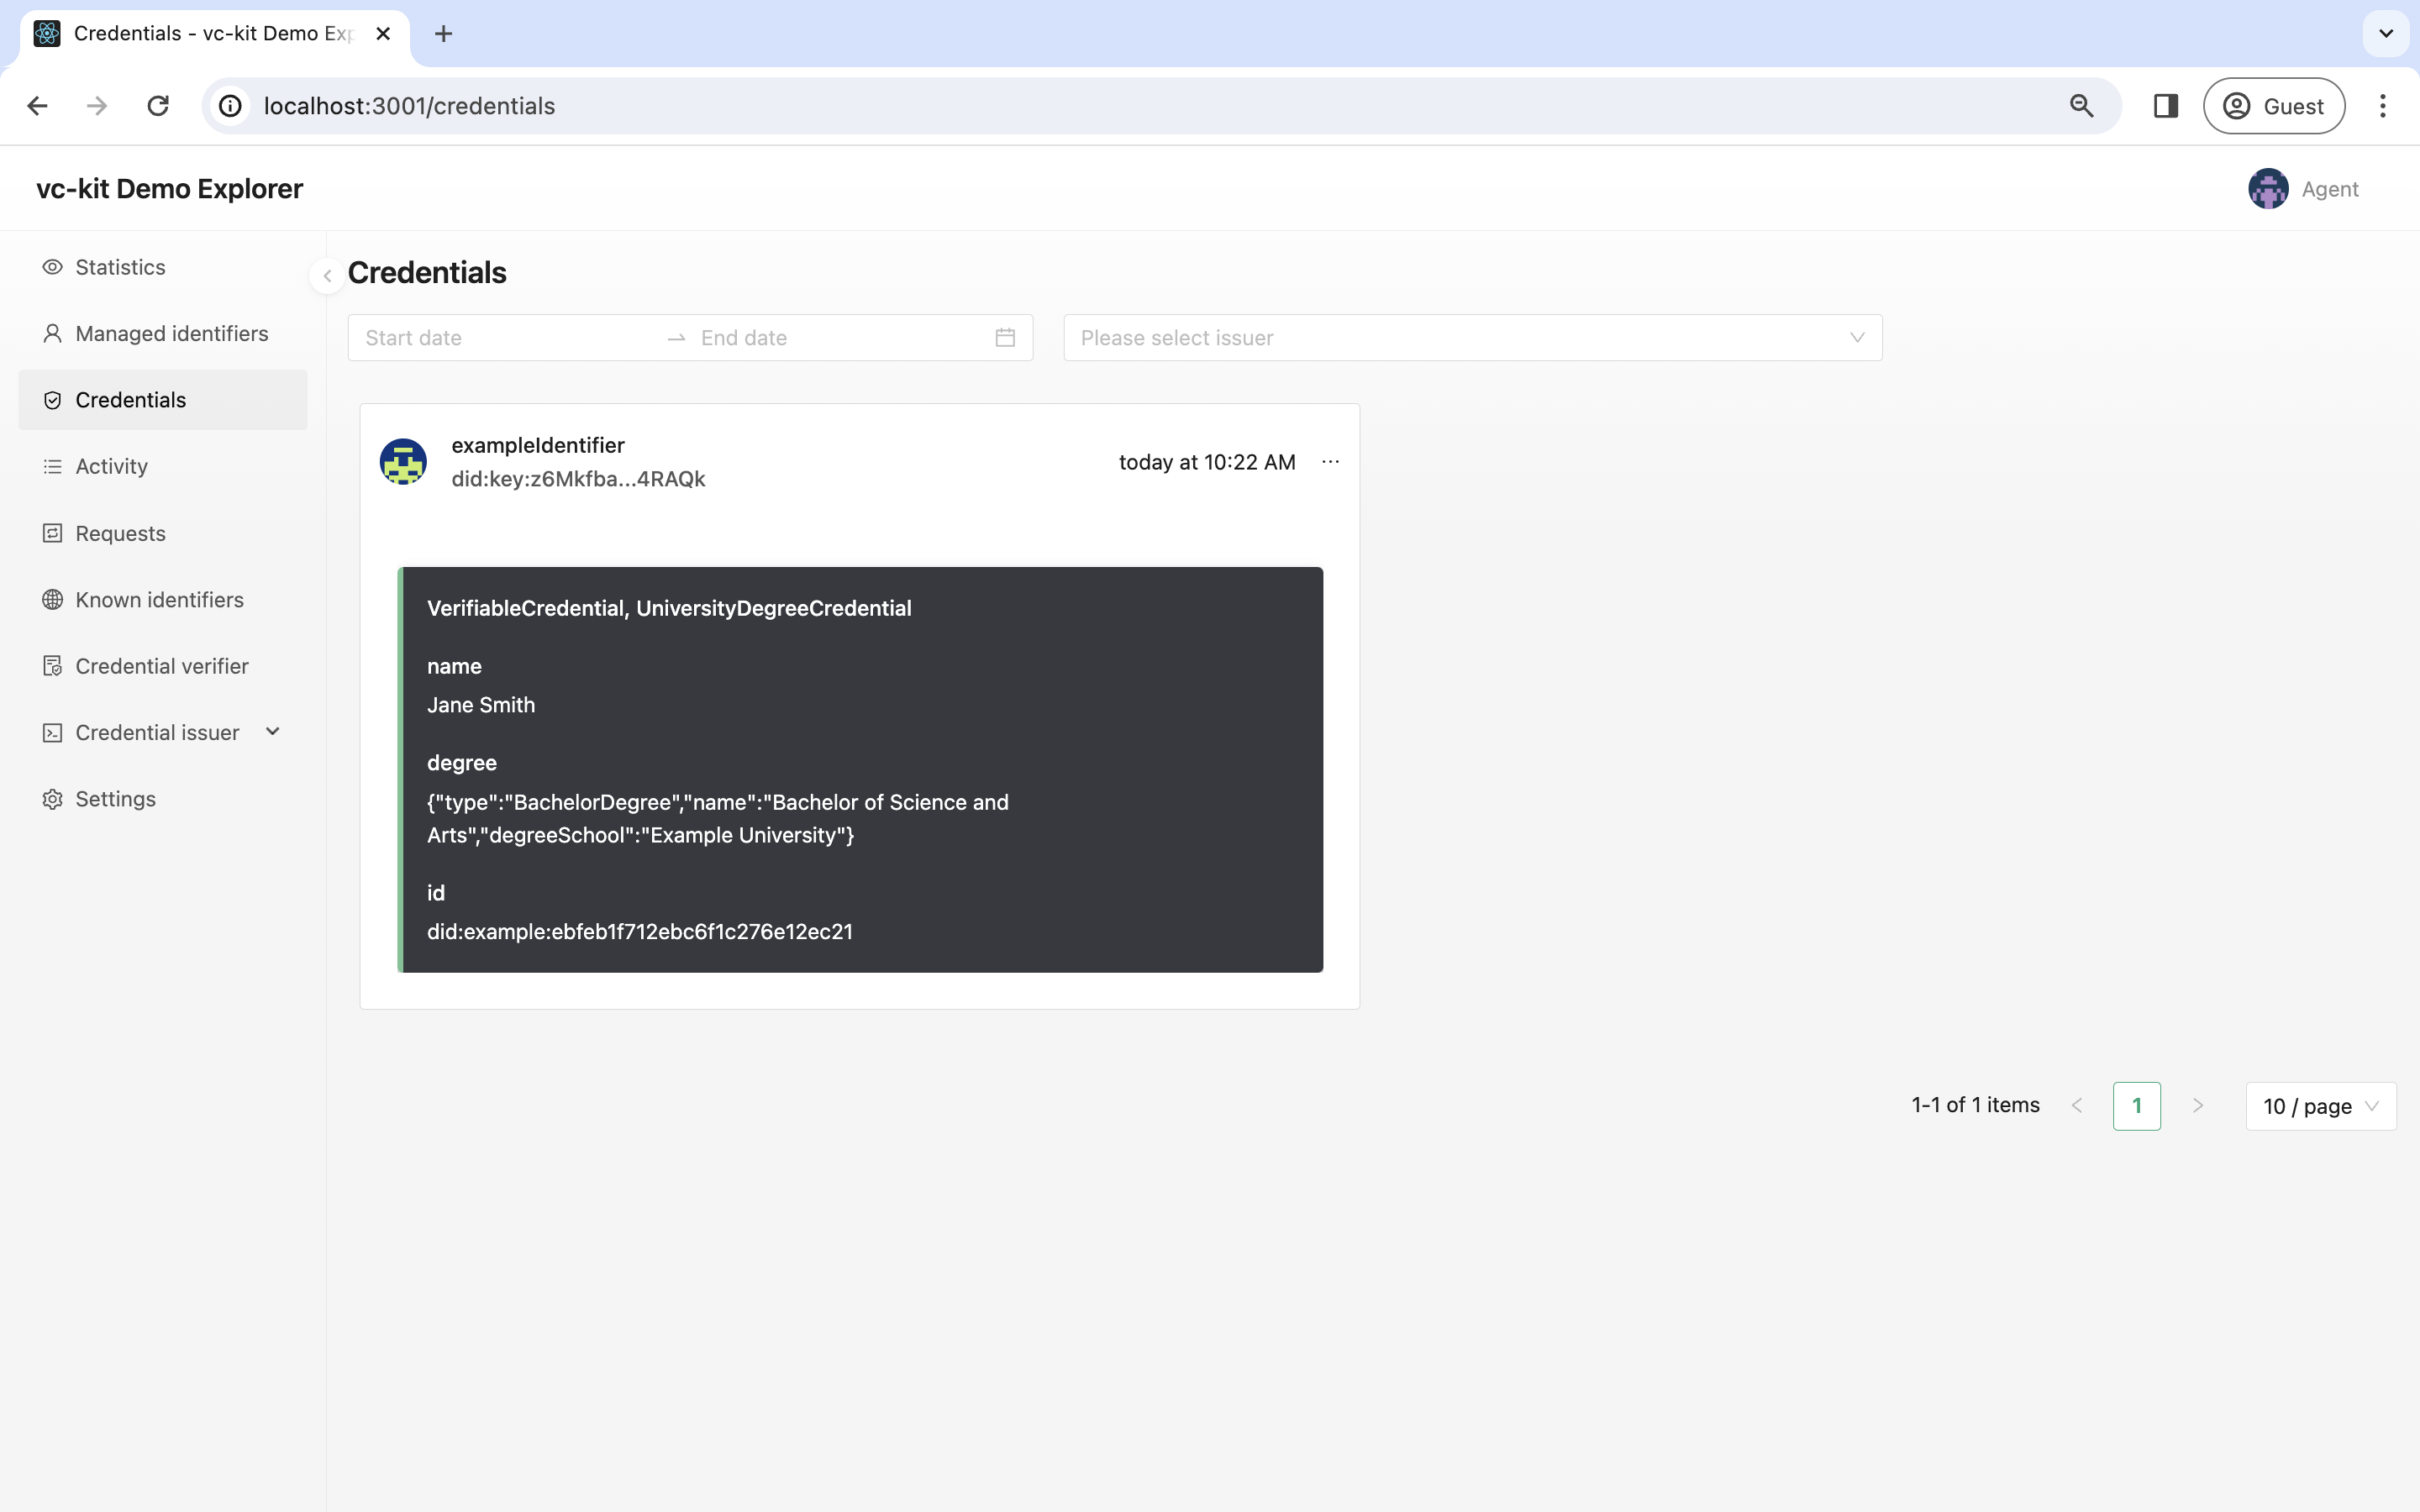 Credentials - vc-kit Demo Exp
localhost:3001/credentials
Guest
vc-kit Demo Explorer
Agent
Statistics
Managed identifiers
Credentials
Activity
Requests
Known identifiers
Credential verifier
Credential issuer
Settings
Credentials
Start date
End date
Please select issuer
exampleIdentifier
did:key:z6Mkfba...4RAQk
today at 10:22 AM
...
VerifiableCredential, UniversityDegreeCredential
name
Jane Smith
degree
{"type":"BachelorDegree","name":"Bachelor of Science and
Arts","degreeSchool":"Example University"}
id
did:example:ebfeb1f712ebc6f1c276e12ec21
1-1 of 1 items
1
10 / page